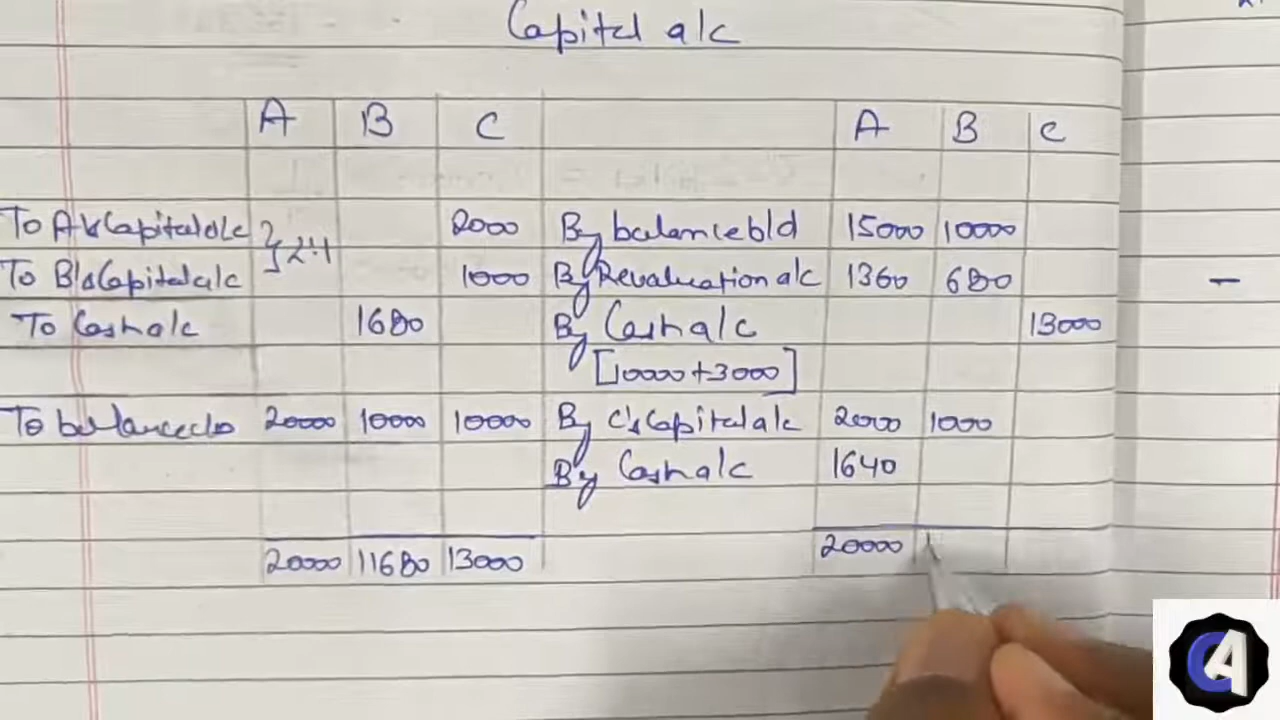 Capital a/c
A B C A B C
To A's Capital a/c 2000 By balance b/d 15000 10000
} 2:1
To B's Capital a/c 1000 By Revaluation a/c 1360 680
To Cash a/c 1680 By Cash a/c 13000
[10000+3000]
To balance c/d 20000 10000 10000 By C's Capital a/c 2000 1000
By Cash a/c 1640
20000 11680 13000 20000 1
CA